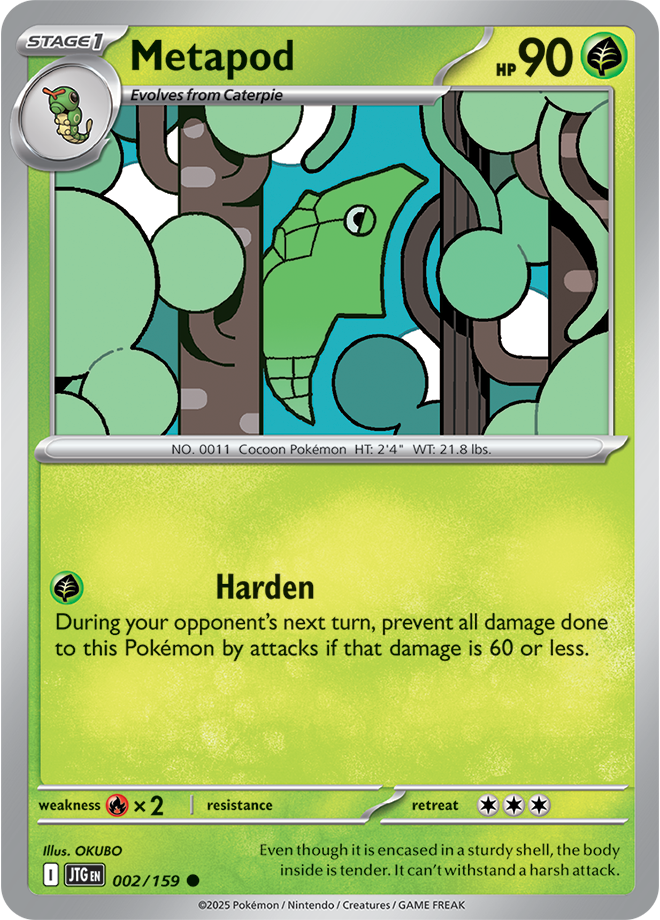 STAGE 1
Metapod
HP 90
Evolves from Caterpie
NO. 0011 Cocoon Pokémon HT: 2'4" WT: 21.8 lbs.
Harden
During your opponent's next turn, prevent all damage done
to this Pokémon by attacks if that damage is 60 or less.
weakness ×2 resistance retreat
Illus. OKUBO
Even though it is encased in a sturdy shell, the body
inside is tender. It can't withstand a harsh attack.
I JTG EN 002/159
©2025 Pokémon / Nintendo / Creatures / GAME FREAK